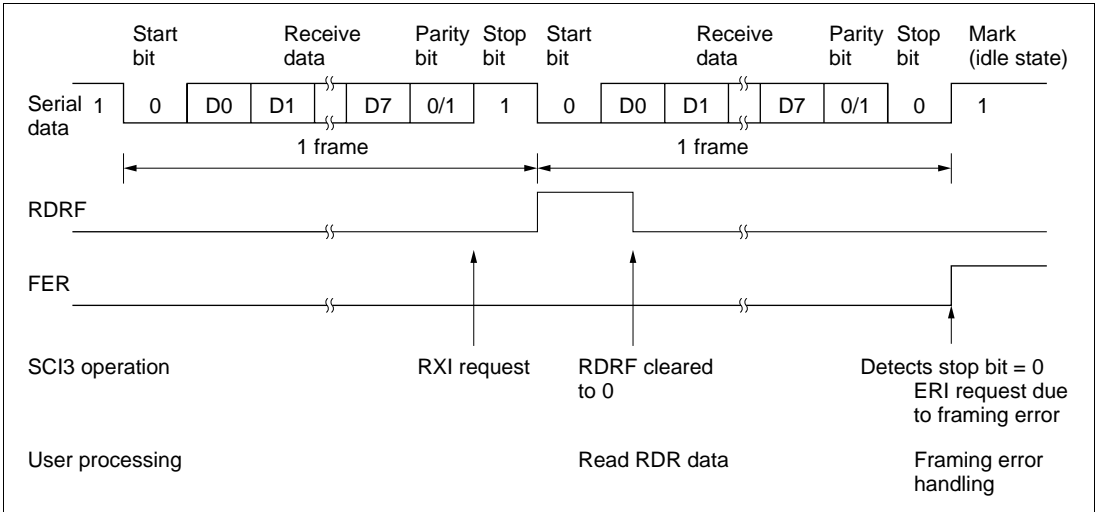 Start bit
Receive data
Parity bit
Stop bit
Start bit
Receive data
Parity bit
Stop bit
Mark (idle state)
Serial data
1 0 D0 D1 D7 0/1 1 0 D0 D1 D7 0/1 0 1
1 frame
1 frame
RDRF
FER
SCI3 operation
RXI request
RDRF cleared to 0
Detects stop bit = 0
ERI request due
to framing error
User processing
Read RDR data
Framing error
handling